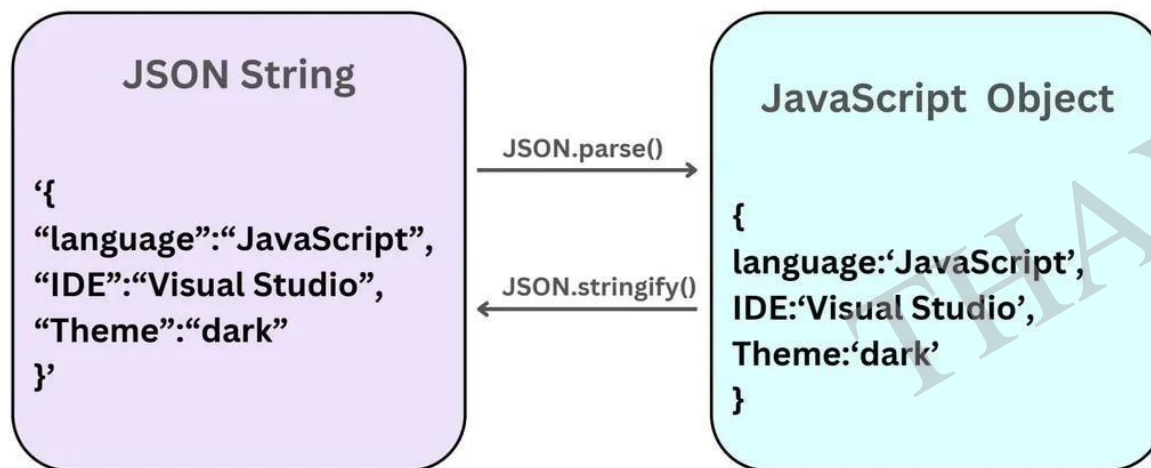 JSON String
‘{
“language”:“JavaScript”,
“IDE”:“Visual Studio”,
“Theme”:“dark”
}’
JSON.parse()
JSON.stringify()
JavaScript Object
{
language:‘JavaScript’,
IDE:‘Visual Studio’,
Theme:‘dark’
}